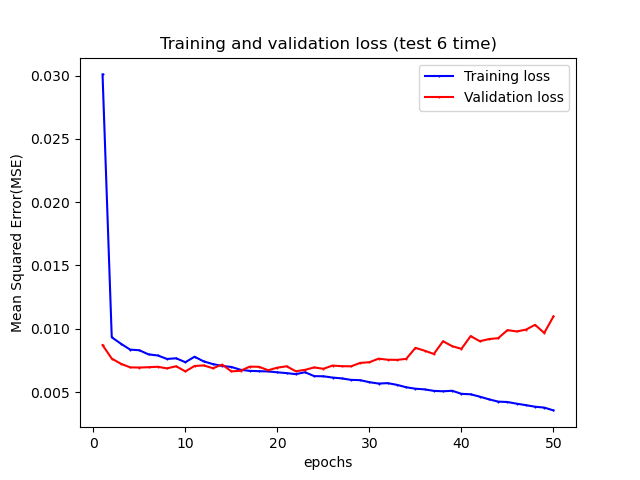 Training and validation loss (test 6 time)
Training loss
Validation loss
0.030
0.025
0.020
0.015
0.010
0.005
Mean Squared Error(MSE)
0 10 20 30 40 50
epochs